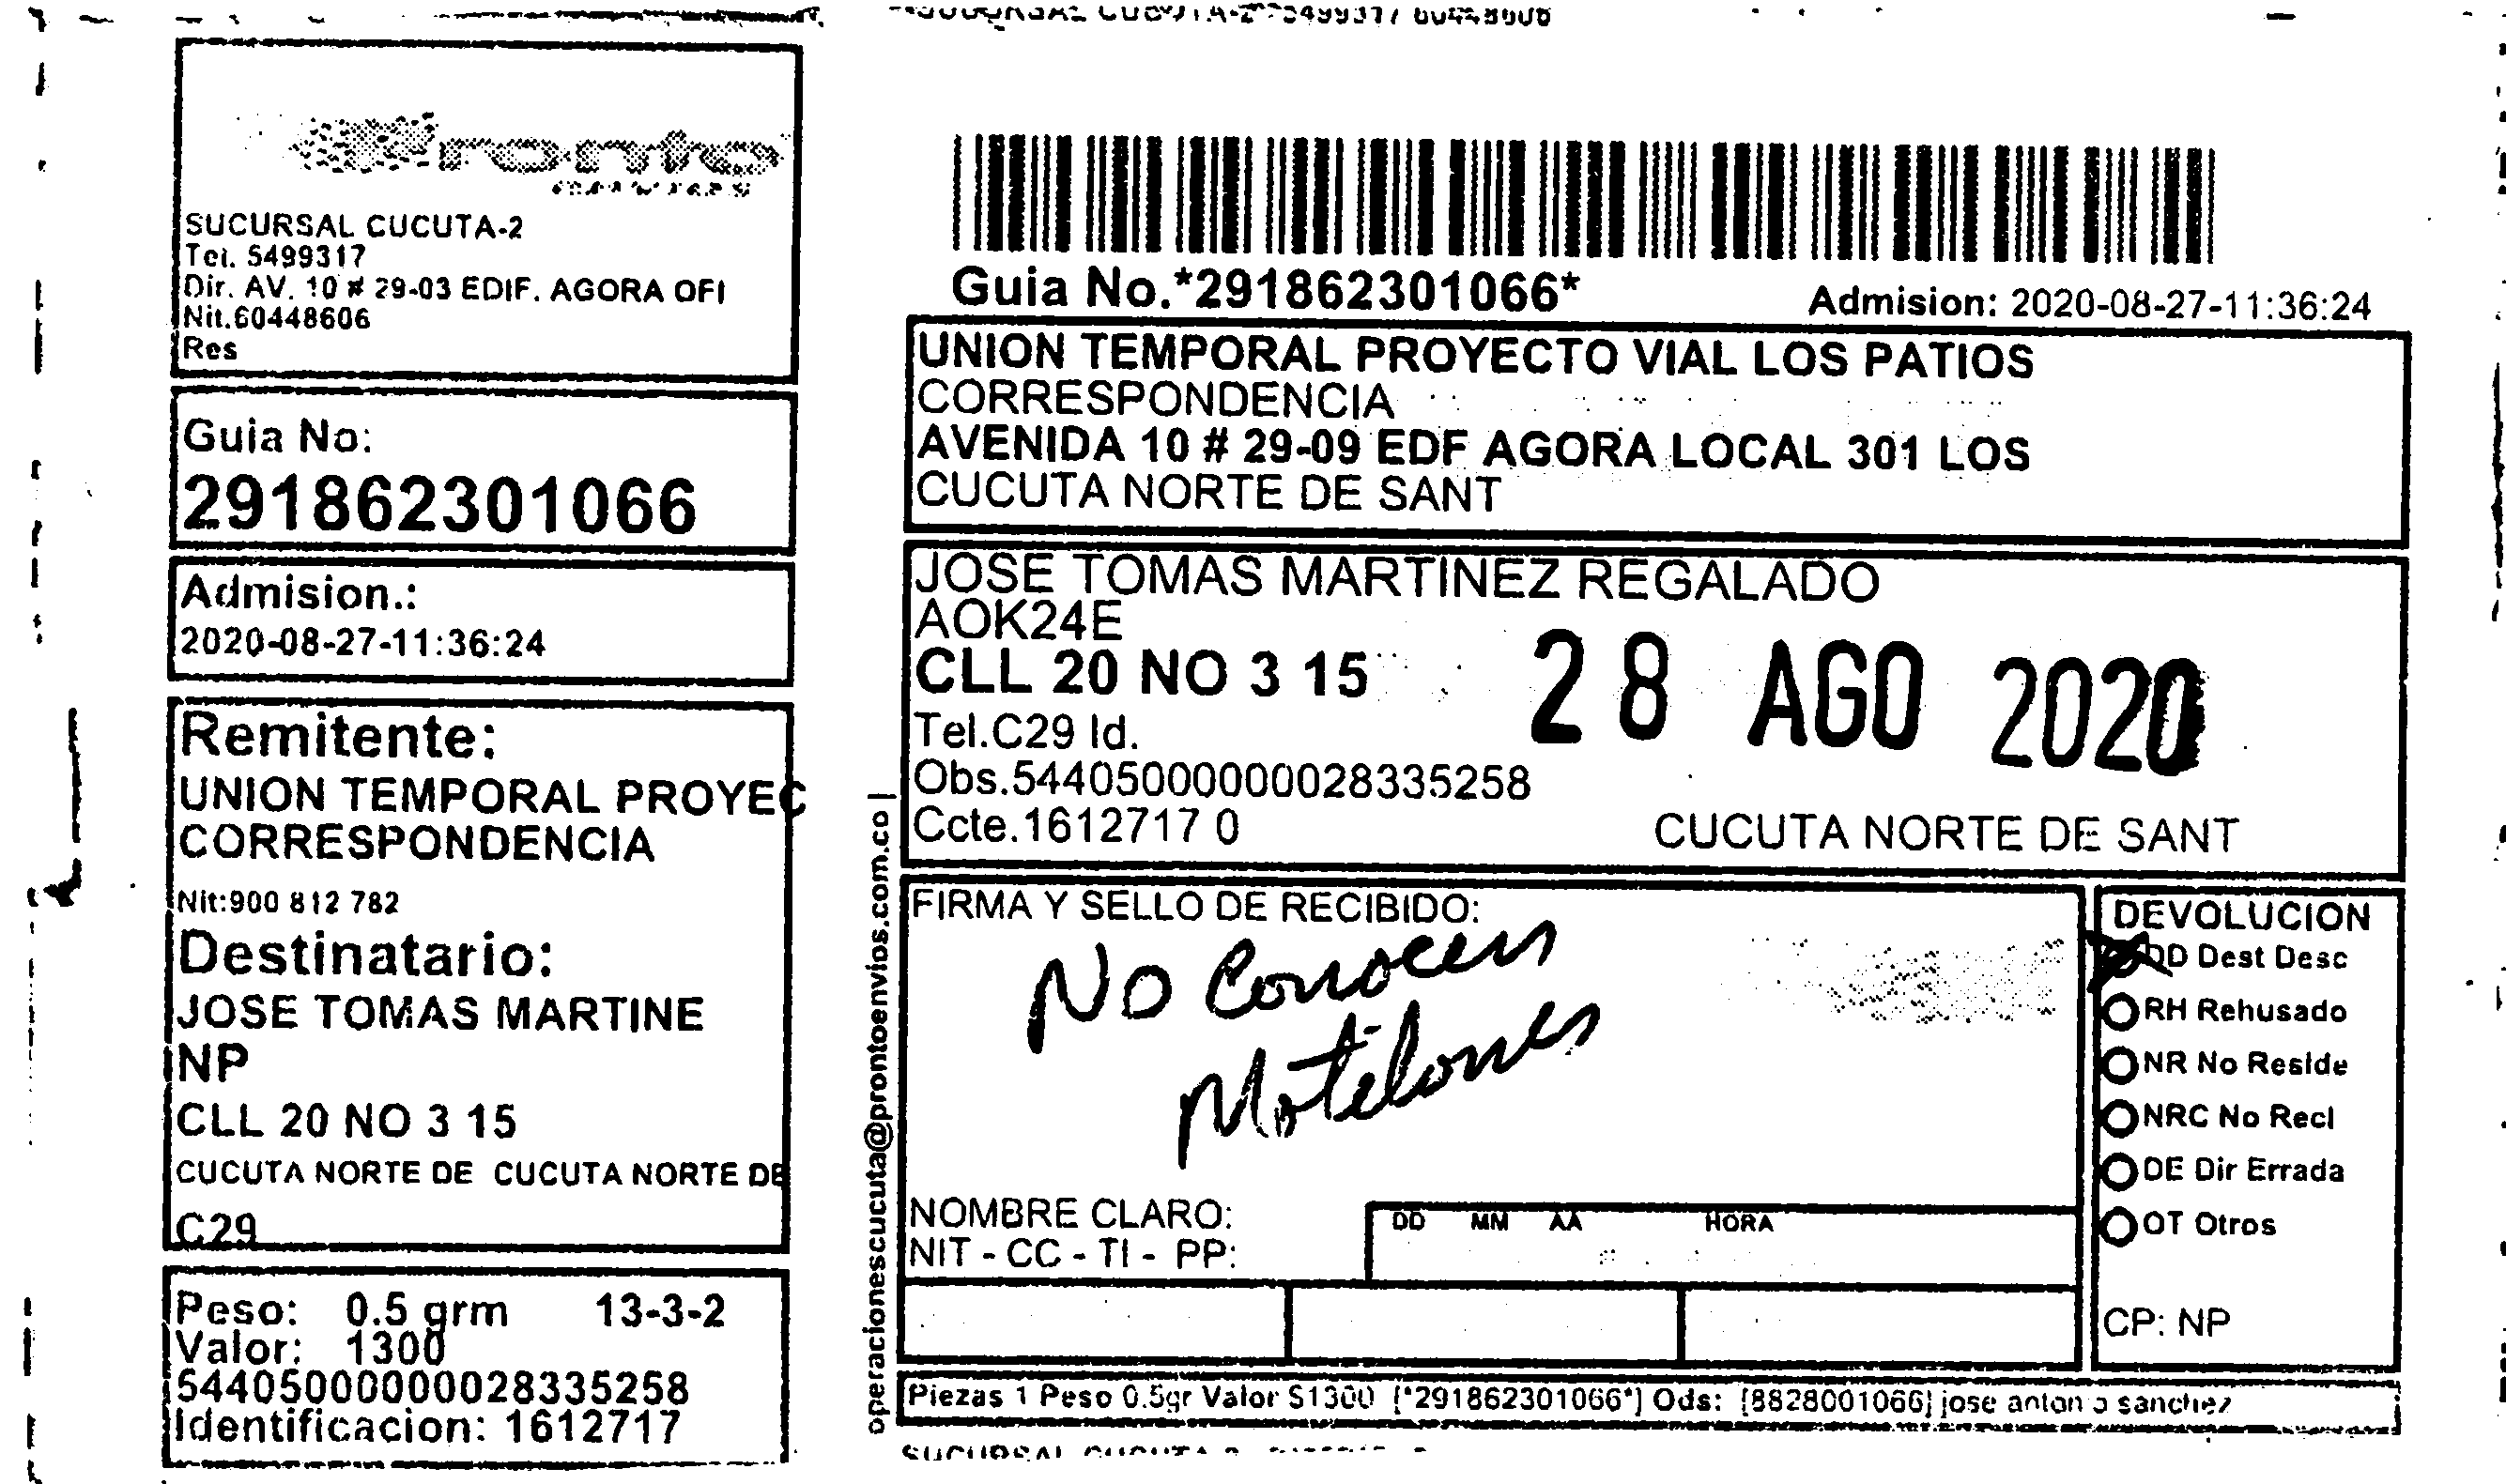 Pronto
SUCURSAL CUCUTA-2
Tel. 5499317
Dir. AV. 10 # 29-03 EDIF. AGORA OFI
Nit.60448606
Res
Guia No:
291862301066
Admision.:
2020-08-27-11:36:24
Remitente:
UNION TEMPORAL PROYEC
CORRESPONDENCIA
Nit:900 812 782
Destinatario:
JOSE TOMAS MARTINE
NP
CLL 20 NO 3 15
CUCUTA NORTE DE CUCUTA NORTE DE
C29
Peso: 0.5 grm 13-3-2
Valor: 1300
54405000000028335258
Identificacion: 1612717
operacionescucuta@prontoenvios.com.co |
Guia No.*291862301066*
Admision: 2020-08-27-11:36:24
UNION TEMPORAL PROYECTO VIAL LOS PATIOS
CORRESPONDENCIA
AVENIDA 10 # 29-09 EDF AGORA LOCAL 301 LOS
CUCUTA NORTE DE SANT
JOSE TOMAS MARTINEZ REGALADO
AOK24E
CLL 20 NO 3 15
28 AGO 2020
Tel.C29 Id.
Obs.54405000000028335258
Ccte.1612717 0
CUCUTA NORTE DE SANT
FIRMA Y SELLO DE RECIBIDO:
No Conocen
Motilones
NOMBRE CLARO:
NIT - CC - TI - PP:
DD MM AA HORA
DEVOLUCION
DD Dest Desc
RH Rehusado
NR No Reside
NRC No Recl
DE Dir Errada
OT Otros
CP: NP
Piezas 1 Peso 0.5gr Valor $1300 [*291862301066*] Ods: [8828001066] jose antonio sanchez